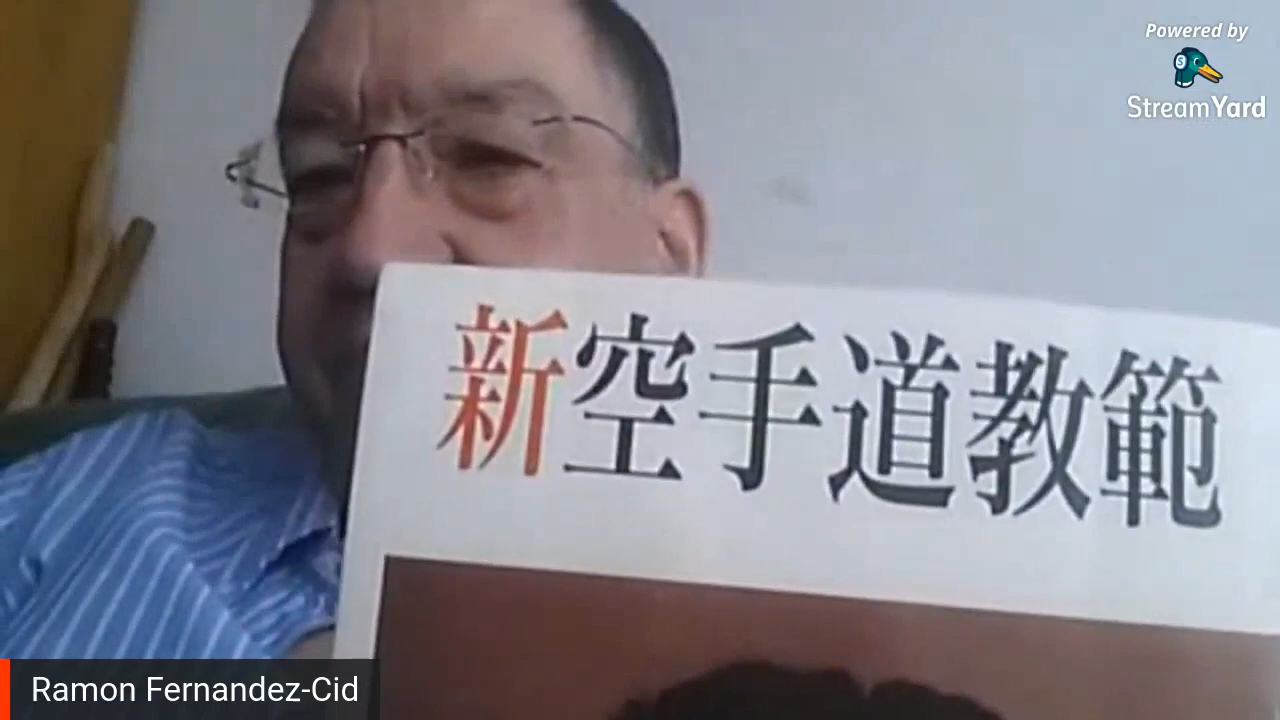 Powered by
StreamYard
新空手道教範
Ramon Fernandez-Cid